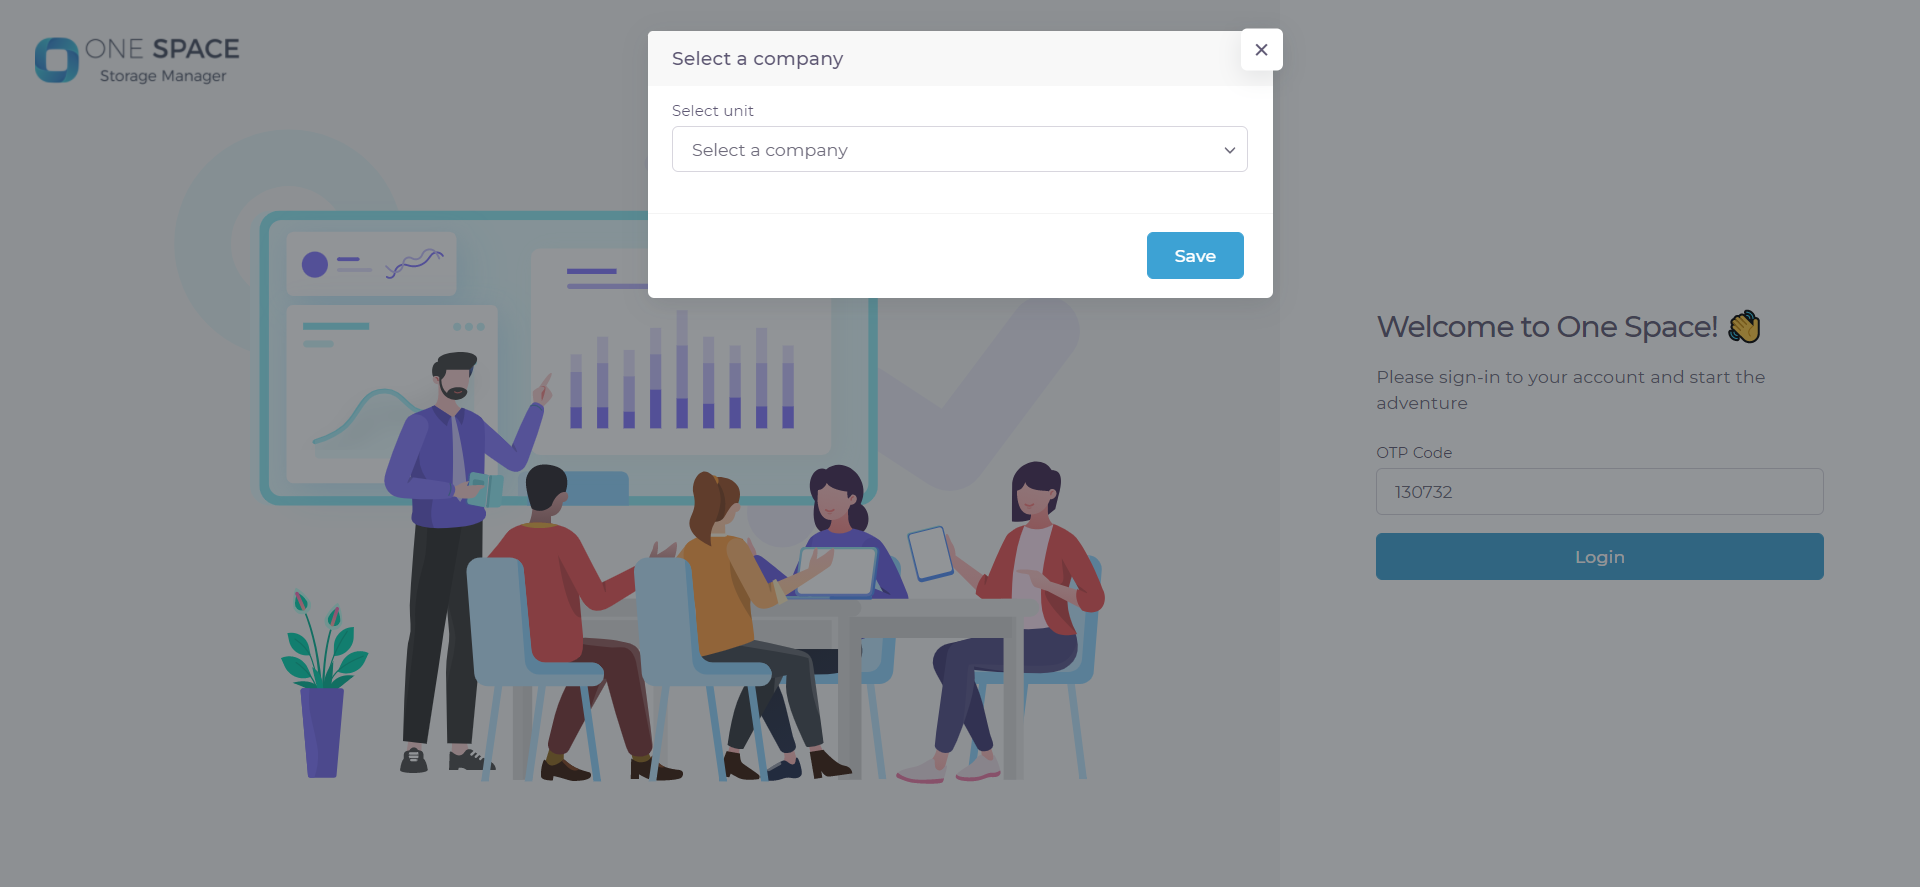 ONE SPACE
Storage Manager
Select a company
Select unit
Select a company
Save
Welcome to One Space!
Please sign-in to your account and start the
adventure
OTP Code
130732
Login